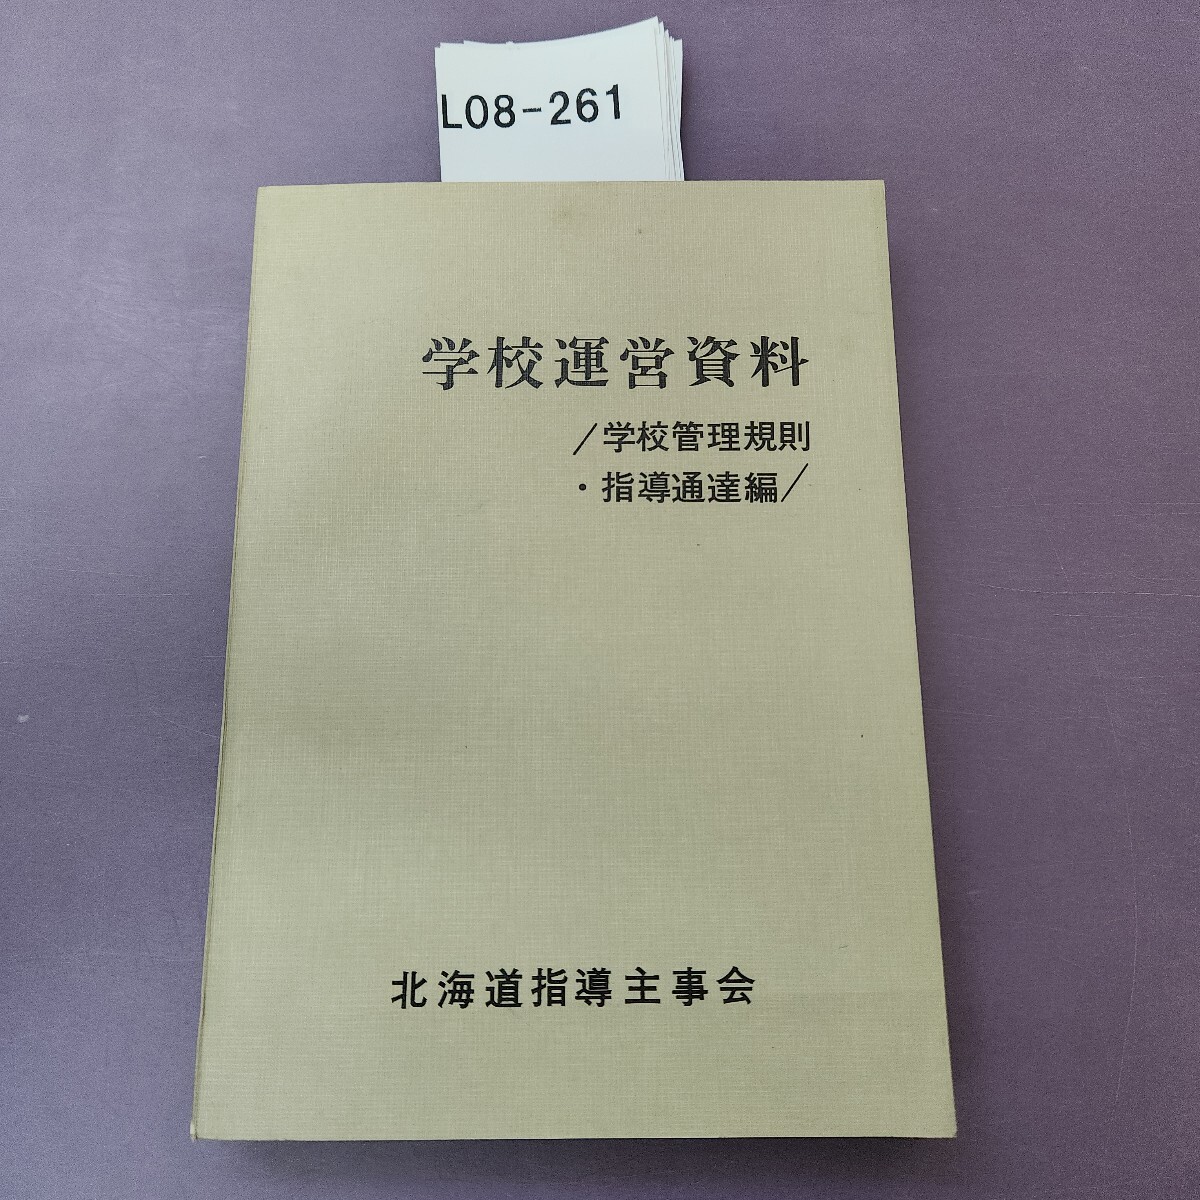 L08-261
学校運営資料
/学校管理規則
・指導通達編/
北海道指導主事会